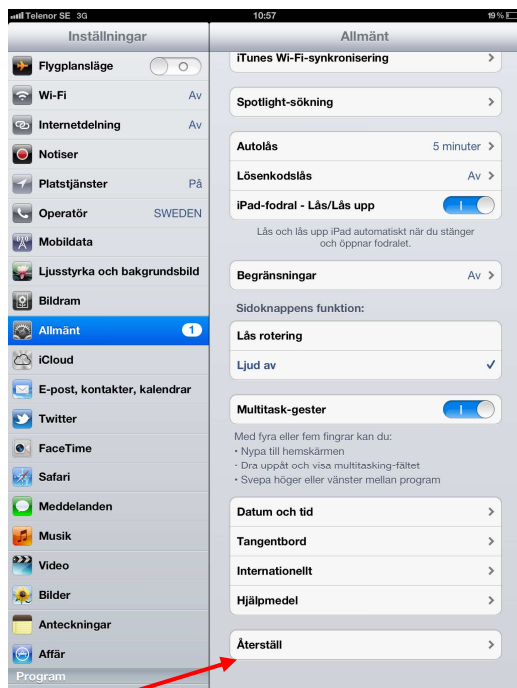 Telenor SE 3G 10:57 19 %
Inställningar
Flygplansläge
Wi-Fi Av
Internetdelning Av
Notiser
Platstjänster På
Operatör SWEDEN
Mobildata
Ljusstyrka och bakgrundsbild
Bildram
Allmänt 1
iCloud
E-post, kontakter, kalendrar
Twitter
FaceTime
Safari
Meddelanden
Musik
Video
Bilder
Anteckningar
Affär
Program
Allmänt
iTunes Wi-Fi-synkronisering
Spotlight-sökning
Autolås 5 minuter
Lösenkodslås Av
iPad-fodral - Lås/Lås upp
Lås och lås upp iPad automatiskt när du stänger
och öppnar fodralet.
Begränsningar Av
Sidoknappens funktion:
Lås rotering
Ljud av
Multitask-gester
Med fyra eller fem fingrar kan du:
• Nypa till hemskärmen
• Dra uppåt och visa multitasking-fältet
• Svepa höger eller vänster mellan program
Datum och tid
Tangentbord
Internationellt
Hjälpmedel
Återställ